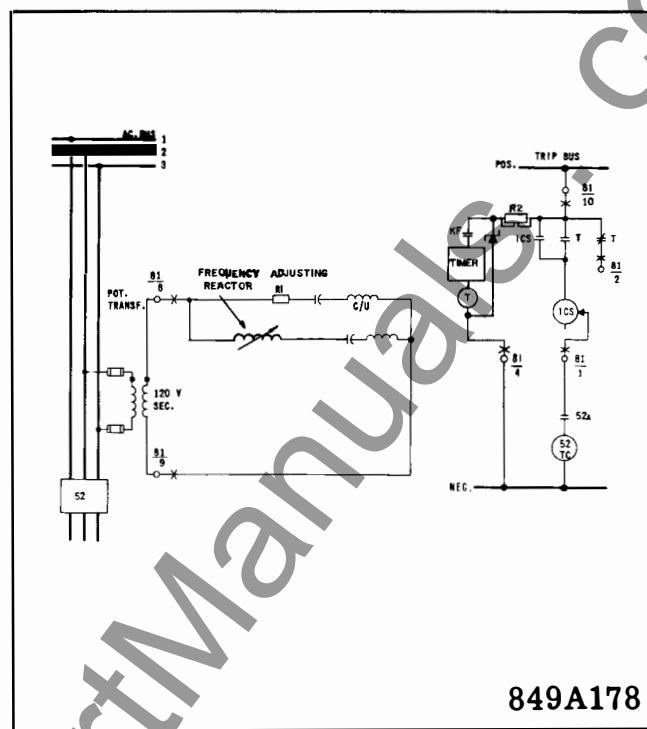 AC. BUS
1
2
3
POS.
TRIP BUS
81
10
R2
KF
ICS
T
T
81
2
TIMER
T
ICS
81
4
81
1
52a
52
TC
NEG.
POT.
TRANSF.
81
8
FREQUENCY ADJUSTING
REACTOR
R1
C/U
120 V
SEC.
81
9
52
849A178